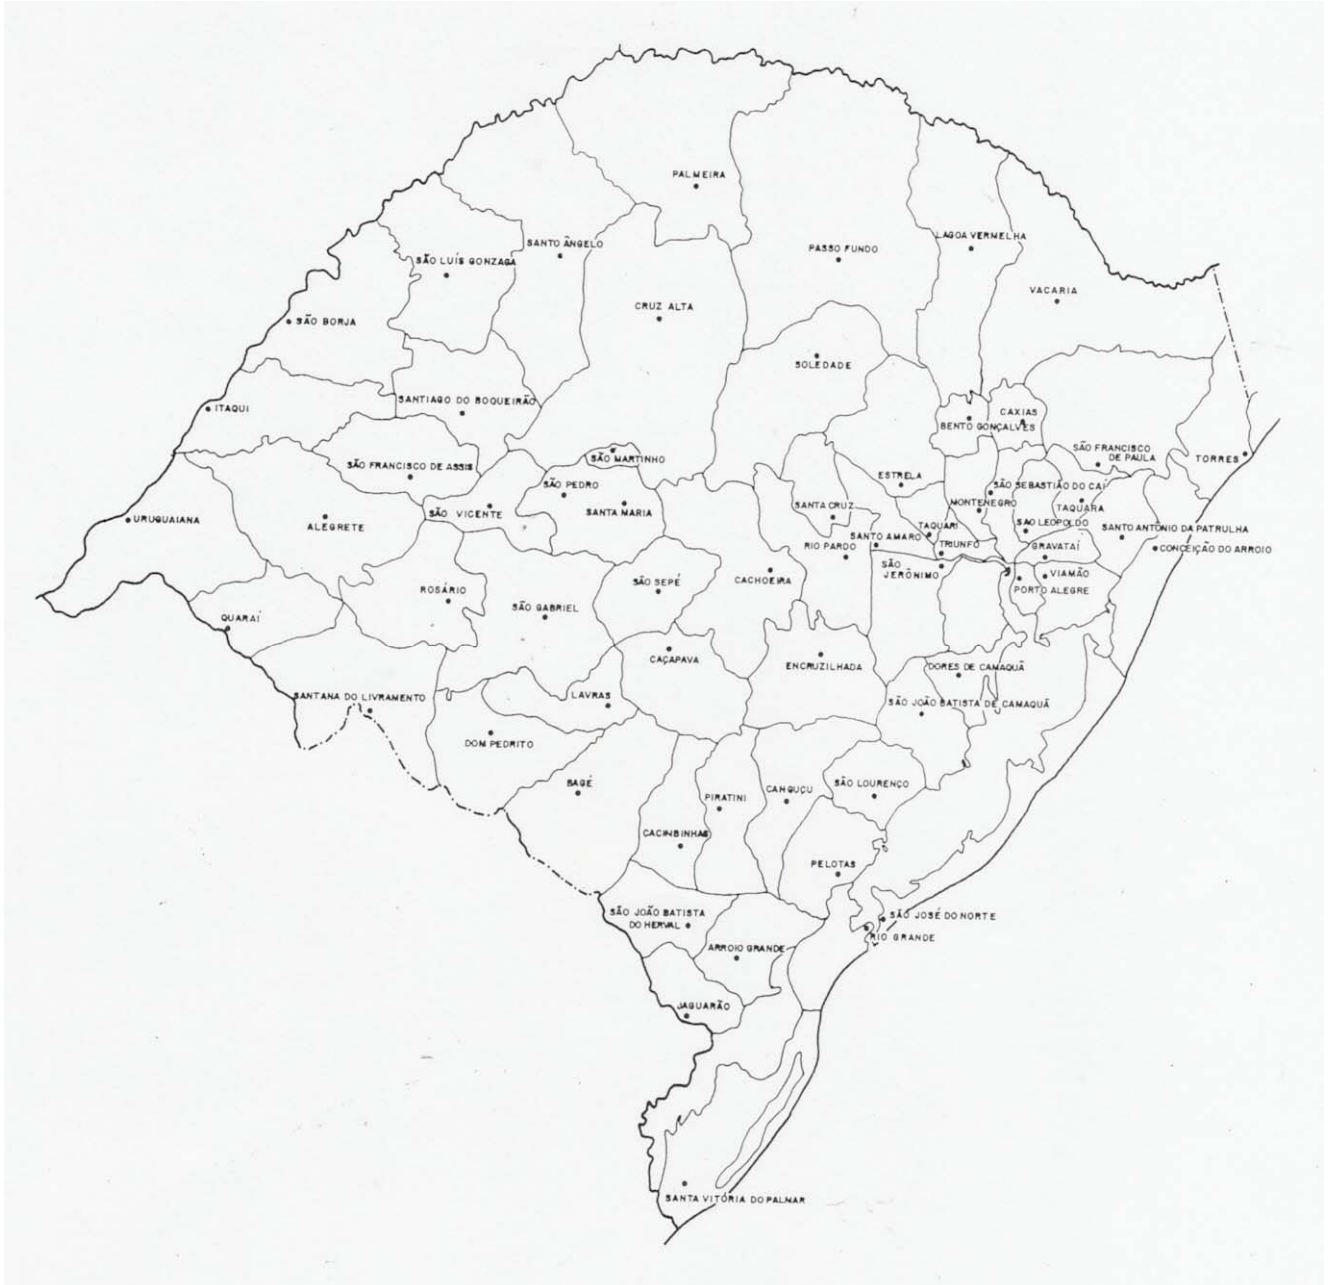 PALMEIRA
LAGOA VERMELHA
SANTO ÂNGELO
PASSO FUNDO
SÃO LUÍS GONZAGA
VACARIA
CRUZ ALTA
SÃO BORJA
SOLEDADE
SANTIAGO DO BOQUEIRÃO
ITAQUI
CAXIAS
BENTO GONÇALVES
SÃO FRANCISCO
DE PAULA
SÃO MARTINHO
TORRES
SÃO FRANCISCO DE ASSIS
ESTRELA
SÃO PEDRO
SÃO SEBASTIÃO DO CAÍ
MONTENEGRO
SANTA CRUZ
TAQUARA
SÃO VICENTE
SANTA MARIA
URUGUAIANA
ALEGRETE
TAQUARI
SÃO LEOPOLDO
SANTO ANTÔNIO DA PATRULHA
SANTO AMARO
RIO PARDO
TRIUNFO
GRAVATAÍ
CONCEIÇÃO DO ARROIO
SÃO
JERÔNIMO
VIAMÃO
SÃO SEPÉ
CACHOEIRA
ROSÁRIO
PORTO ALEGRE
SÃO GABRIEL
QUARAÍ
CAÇAPAVA
ENCRUZILHADA
DORES DE CAMAQUÃ
SANTANA DO LIVRAMENTO
LAVRAS
SÃO JOÃO BATISTA DE CAMAQUÃ
DOM PEDRITO
BAGÉ
PIRATINI
CANGUÇU
SÃO LOURENÇO
CACINBINHAS
PELOTAS
SÃO JOÃO BATISTA
DO HERVAL
SÃO JOSÉ DO NORTE
RIO GRANDE
ARROIO GRANDE
JAGUARÃO
SANTA VITÓRIA DO PALMAR